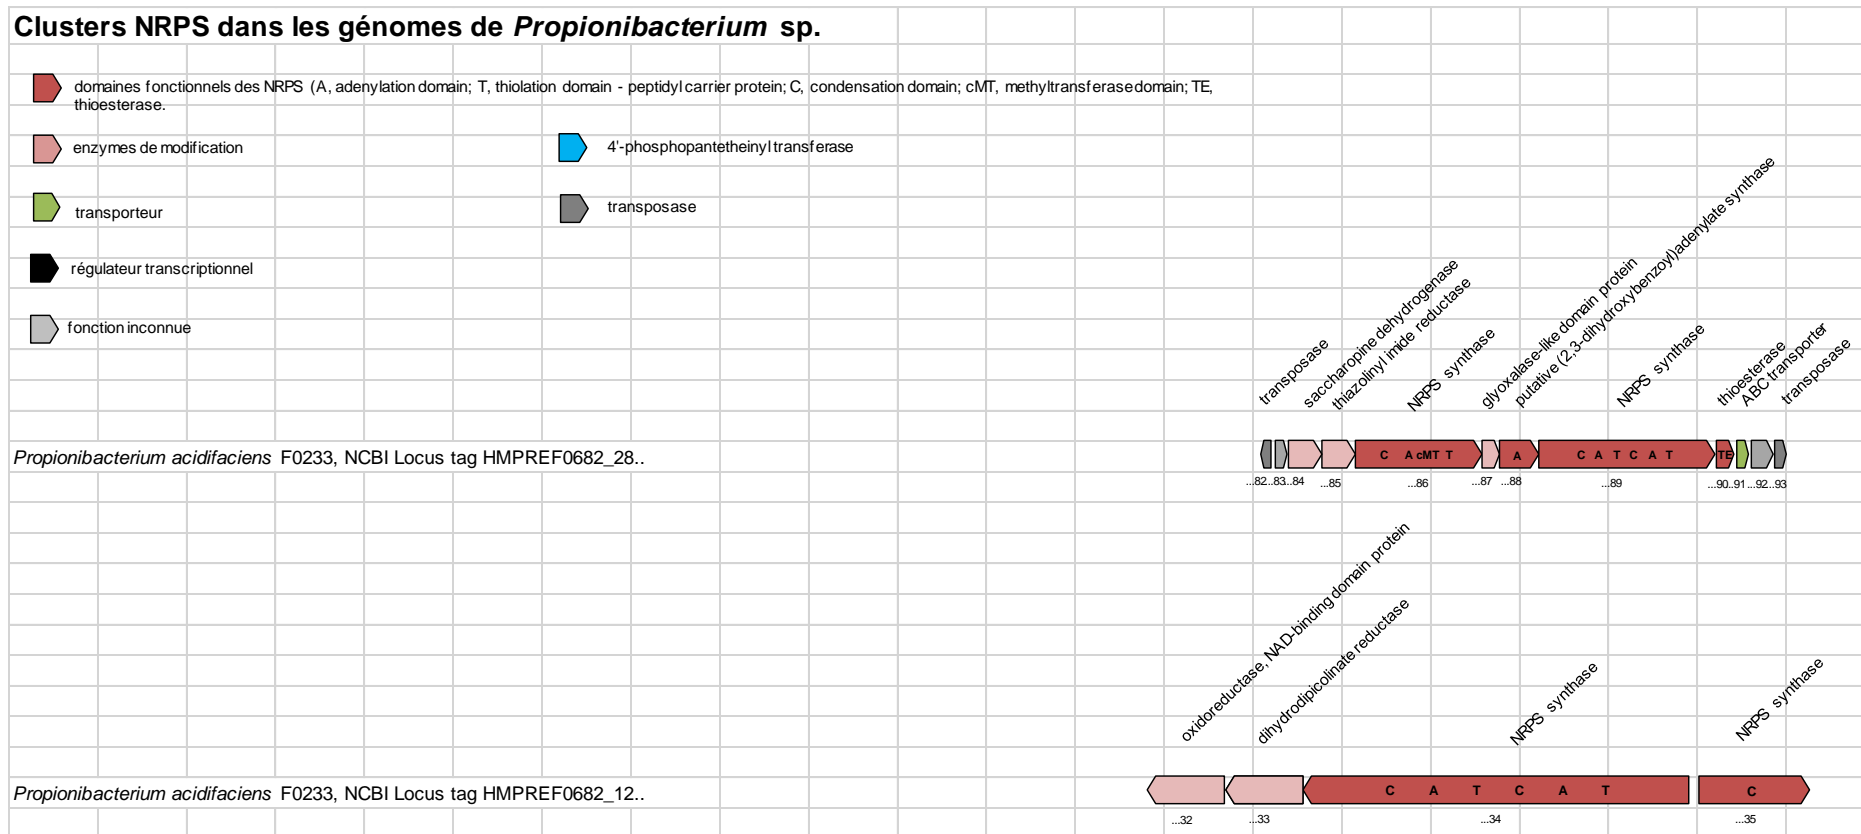 Clusters NRPS dans les génomes de Propionibacterium sp.
domaines fonctionnels des NRPS (A, adenylation domain; T, thiolation domain - peptidyl carrier protein; C, condensation domain; cMT, methyltransferase domain; TE,
thioesterase.
enzymes de modification
4'-phosphopantetheinyl transferase
transporteur
transposase
régulateur transcriptionnel
fonction inconnue
transposase
saccharopine dehydrogenase
thiazolinyl imide reductase
NRPS synthase
glyoxalase-like domain protein
putative (2,3-dihydroxybenzoyl)adenylate synthase
NRPS synthase
thioesterase
ABC transporter
transposase
Propionibacterium acidifaciens F0233, NCBI Locus tag HMPREF0682_28..
C A cMT T A C A T C A T TE
...82 ...83 ...84 ...85 ...86 ...87 ...88 ...89 ...90 ...91 ...92 ...93
oxidoreductase, NAD-binding domain protein
dihydrodipicolinate reductase
NRPS synthase
NRPS synthase
Propionibacterium acidifaciens F0233, NCBI Locus tag HMPREF0682_12..
C A T C A T C
...32 ...33 ...34 ...35